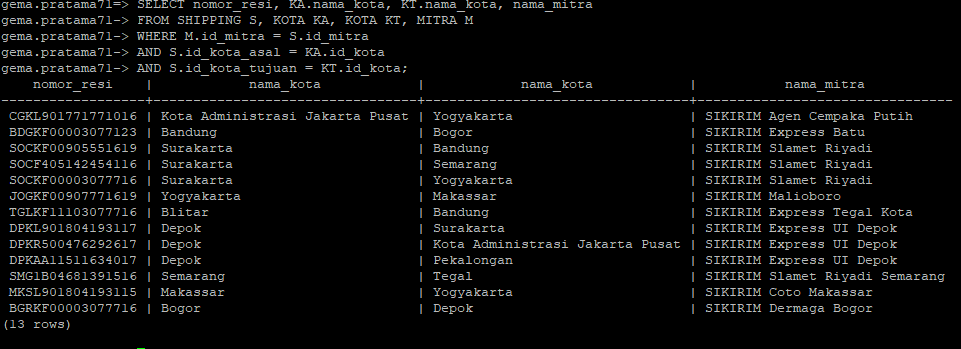 gema.pratama71=> SELECT nomor_resi, KA.nama_kota, KT.nama_kota, nama_mitra
gema.pratama71-> FROM SHIPPING S, KOTA KA, KOTA KT, MITRA M
gema.pratama71-> WHERE M.id_mitra = S.id_mitra
gema.pratama71-> AND S.id_kota_asal = KA.id_kota
gema.pratama71-> AND S.id_kota_tujuan = KT.id_kota;
nomor_resi | nama_kota | nama_kota | nama_mitra
------------------+---------------------------------+---------------------------------+--------------------------------
CGKL901771771016 | Kota Administrasi Jakarta Pusat | Yogyakarta | SIKIRIM Agen Cempaka Putih
BDGKF00003077123 | Bandung | Bogor | SIKIRIM Express Batu
SOCKF00905551619 | Surakarta | Bandung | SIKIRIM Slamet Riyadi
SOCF405142454116 | Surakarta | Semarang | SIKIRIM Slamet Riyadi
SOCKF00003077716 | Surakarta | Yogyakarta | SIKIRIM Slamet Riyadi
JOGKF00907771619 | Yogyakarta | Makassar | SIKIRIM Malioboro
TGLKF11103077716 | Blitar | Bandung | SIKIRIM Express Tegal Kota
DPKL901804193117 | Depok | Surakarta | SIKIRIM Express UI Depok
DPKR500476292617 | Depok | Kota Administrasi Jakarta Pusat | SIKIRIM Express UI Depok
DPKAA11511634017 | Depok | Pekalongan | SIKIRIM Express UI Depok
SMG1B04681391516 | Semarang | Tegal | SIKIRIM Slamet Riyadi Semarang
MKSL901804193115 | Makassar | Yogyakarta | SIKIRIM Coto Makassar
BGRKF00003077716 | Bogor | Depok | SIKIRIM Dermaga Bogor
(13 rows)